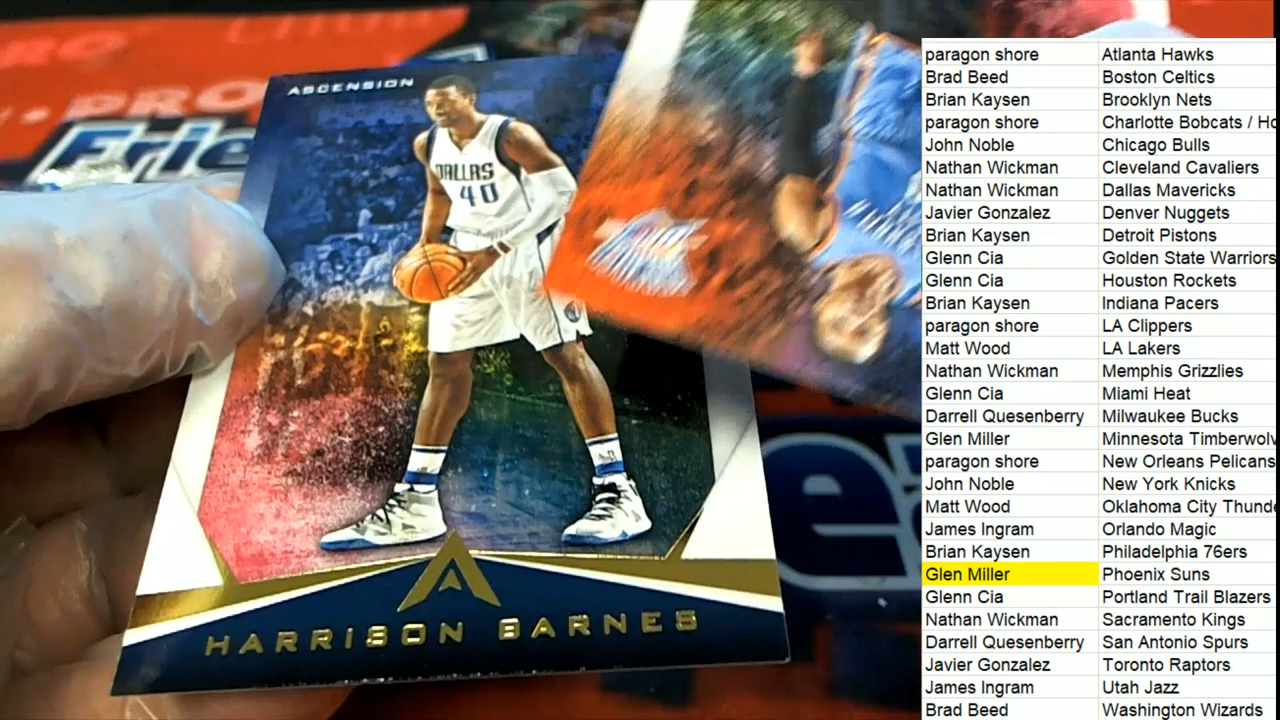 PRO
Frie
ASCENSION
DALLAS
40
HARRISON BARNES
paragon shore Atlanta Hawks
Brad Beed Boston Celtics
Brian Kaysen Brooklyn Nets
paragon shore Charlotte Bobcats / Ho
John Noble Chicago Bulls
Nathan Wickman Cleveland Cavaliers
Nathan Wickman Dallas Mavericks
Javier Gonzalez Denver Nuggets
Brian Kaysen Detroit Pistons
Glenn Cia Golden State Warriors
Glenn Cia Houston Rockets
Brian Kaysen Indiana Pacers
paragon shore LA Clippers
Matt Wood LA Lakers
Nathan Wickman Memphis Grizzlies
Glenn Cia Miami Heat
Darrell Quesenberry Milwaukee Bucks
Glen Miller Minnesota Timberwolv
paragon shore New Orleans Pelicans
John Noble New York Knicks
Matt Wood Oklahoma City Thunde
James Ingram Orlando Magic
Brian Kaysen Philadelphia 76ers
Glen Miller Phoenix Suns
Glenn Cia Portland Trail Blazers
Nathan Wickman Sacramento Kings
Darrell Quesenberry San Antonio Spurs
Javier Gonzalez Toronto Raptors
James Ingram Utah Jazz
Brad Beed Washington Wizards